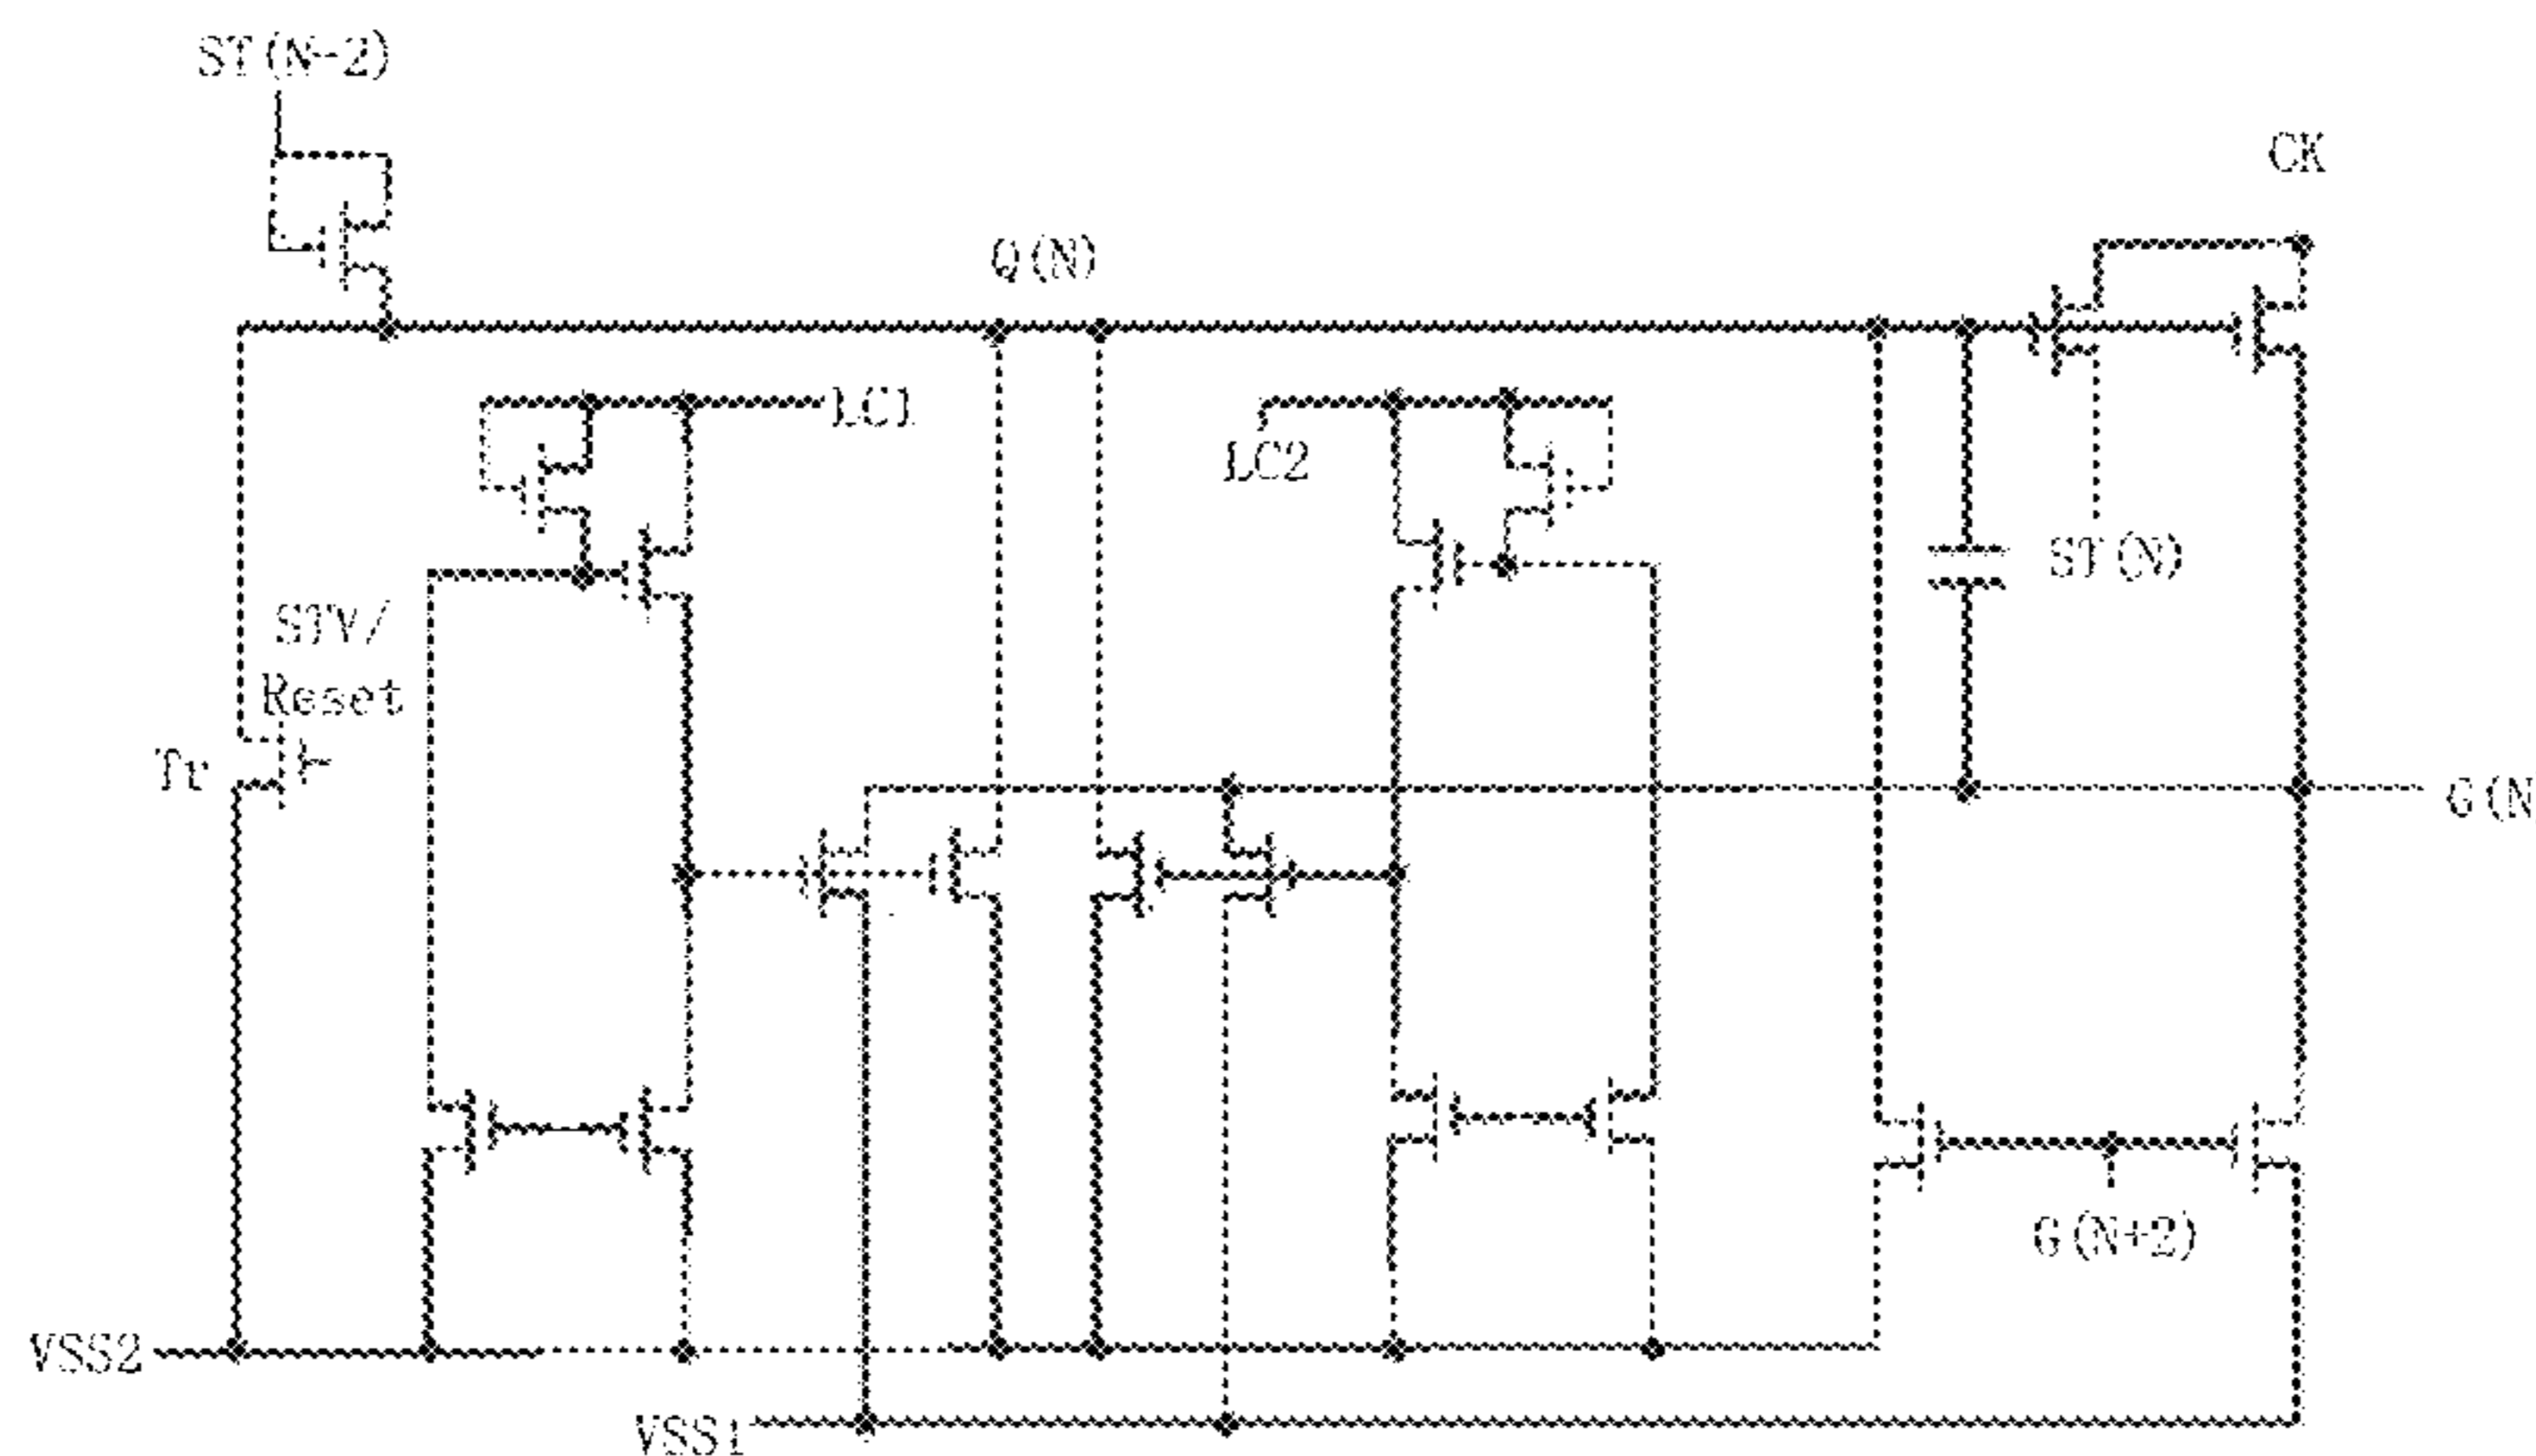 ST(N-2)
CK
Q(N)
LC1
LC2
ST(N)
STV/
Reset
Tr
G(N
G(N+2)
VSS2
VSS1